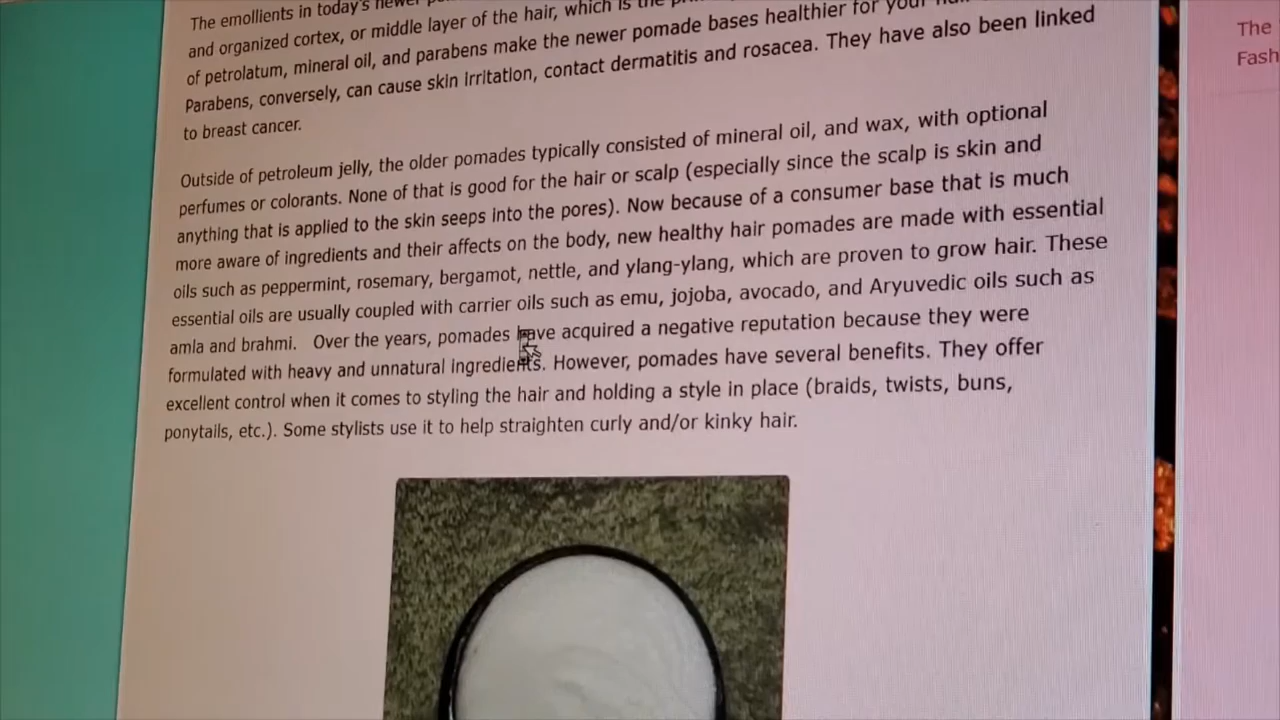 The emollients in today's newer
and organized cortex, or middle layer of the hair, which is the
of petrolatum, mineral oil, and parabens make the newer pomade bases healthier for your
Parabens, conversely, can cause skin irritation, contact dermatitis and rosacea. They have also been linked
to breast cancer.
Outside of petroleum jelly, the older pomades typically consisted of mineral oil, and wax, with optional
perfumes or colorants. None of that is good for the hair or scalp (especially since the scalp is skin and
anything that is applied to the skin seeps into the pores). Now because of a consumer base that is much
more aware of ingredients and their affects on the body, new healthy hair pomades are made with essential
oils such as peppermint, rosemary, bergamot, nettle, and ylang-ylang, which are proven to grow hair. These
essential oils are usually coupled with carrier oils such as emu, jojoba, avocado, and Aryuvedic oils such as
amla and brahmi. Over the years, pomades have acquired a negative reputation because they were
formulated with heavy and unnatural ingredients. However, pomades have several benefits. They offer
excellent control when it comes to styling the hair and holding a style in place (braids, twists, buns,
ponytails, etc.). Some stylists use it to help straighten curly and/or kinky hair.
The
Fash